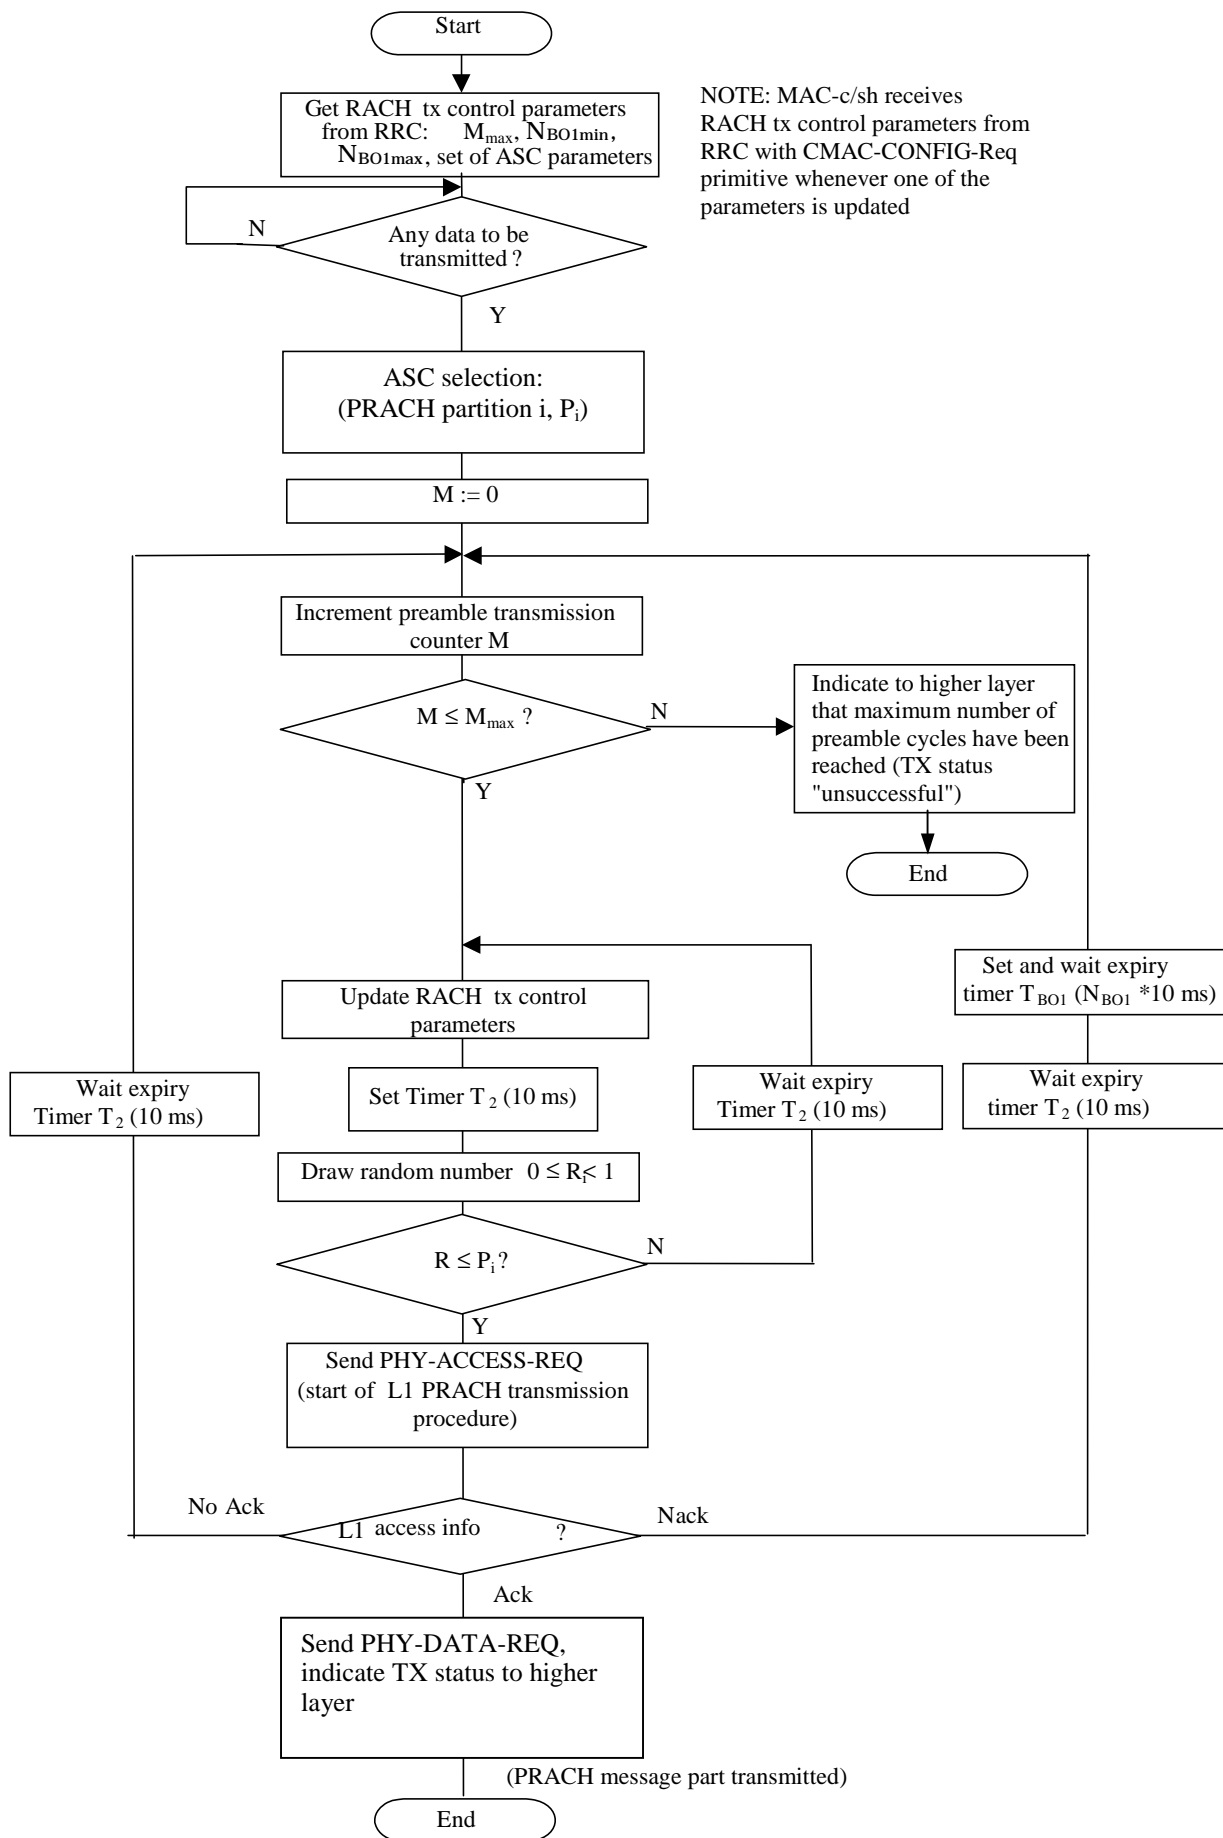 Start
Get RACH tx control parameters
from RRC: Mmax, NBO1min,
NBO1max, set of ASC parameters
NOTE: MAC-c/sh receives
RACH tx control parameters from
RRC with CMAC-CONFIG-Req
primitive whenever one of the
parameters is updated
N
Any data to be
transmitted ?
Y
ASC selection:
(PRACH partition i, Pi)
M := 0
Increment preamble transmission
counter M
M ≤ Mmax ?
N
Indicate to higher layer
that maximum number of
preamble cycles have been
reached (TX status
"unsuccessful")
Y
End
Set and wait expiry
timer TBO1 (NBO1 *10 ms)
Update RACH tx control
parameters
Wait expiry
Timer T2 (10 ms)
Set Timer T2 (10 ms)
Wait expiry
Timer T2 (10 ms)
Wait expiry
timer T2 (10 ms)
Draw random number 0 ≤ Ri< 1
R ≤ Pi ?
N
Y
Send PHY-ACCESS-REQ
(start of L1 PRACH transmission
procedure)
No Ack
L1 access info ?
Nack
Ack
Send PHY-DATA-REQ,
indicate TX status to higher
layer
(PRACH message part transmitted)
End